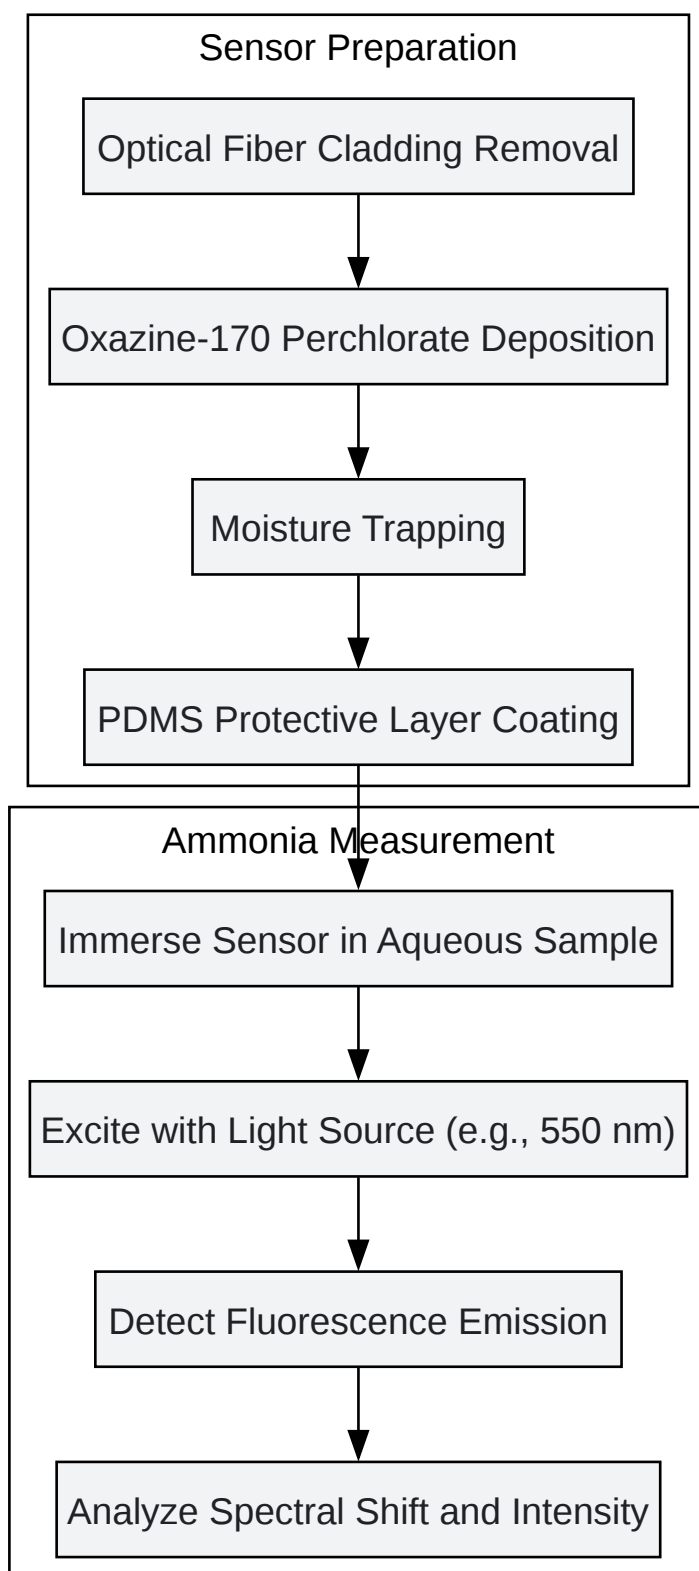 Sensor Preparation
Optical Fiber Cladding Removal
Oxazine-170 Perchlorate Deposition
Moisture Trapping
PDMS Protective Layer Coating
Ammonia Measurement
Immerse Sensor in Aqueous Sample
Excite with Light Source (e.g., 550 nm)
Detect Fluorescence Emission
Analyze Spectral Shift and Intensity